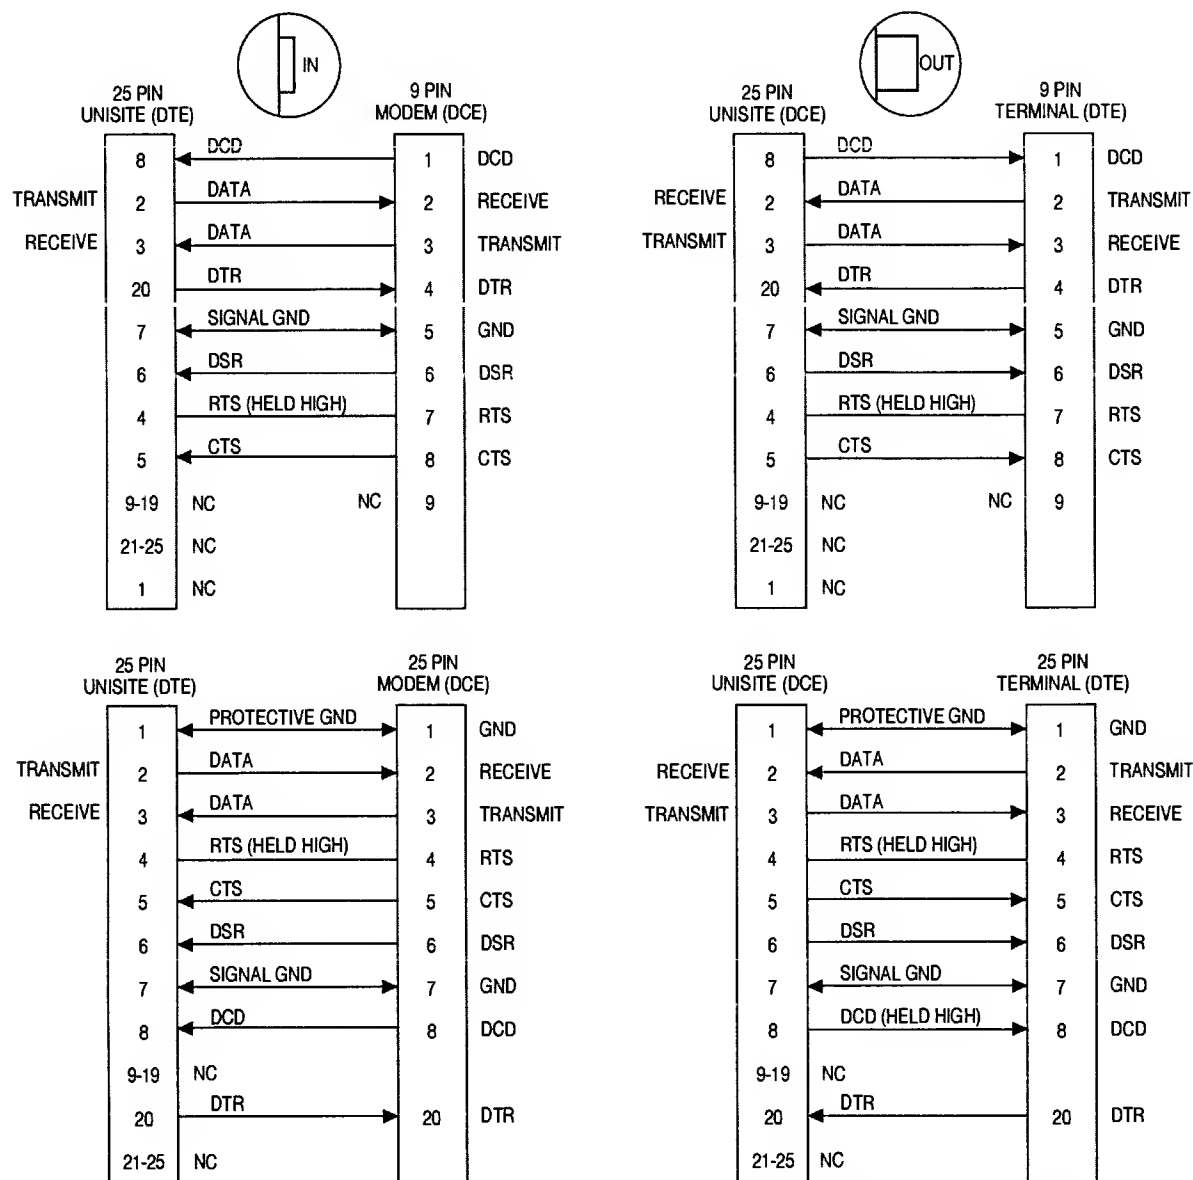 IN
25 PIN
UNISITE (DTE)
9 PIN
MODEM (DCE)
8 DCD 1 DCD
TRANSMIT 2 DATA 2 RECEIVE
RECEIVE 3 DATA 3 TRANSMIT
20 DTR 4 DTR
7 SIGNAL GND 5 GND
6 DSR 6 DSR
4 RTS (HELD HIGH) 7 RTS
5 CTS 8 CTS
9-19 NC NC 9
21-25 NC
1 NC
OUT
25 PIN
UNISITE (DCE)
9 PIN
TERMINAL (DTE)
8 DCD 1 DCD
RECEIVE 2 DATA 2 TRANSMIT
TRANSMIT 3 DATA 3 RECEIVE
20 DTR 4 DTR
7 SIGNAL GND 5 GND
6 DSR 6 DSR
4 RTS (HELD HIGH) 7 RTS
5 CTS 8 CTS
9-19 NC NC 9
21-25 NC
1 NC
25 PIN
UNISITE (DTE)
25 PIN
MODEM (DCE)
1 PROTECTIVE GND 1 GND
TRANSMIT 2 DATA 2 RECEIVE
RECEIVE 3 DATA 3 TRANSMIT
4 RTS (HELD HIGH) 4 RTS
5 CTS 5 CTS
6 DSR 6 DSR
7 SIGNAL GND 7 GND
8 DCD 8 DCD
9-19 NC
20 DTR 20 DTR
21-25 NC
25 PIN
UNISITE (DCE)
25 PIN
TERMINAL (DTE)
1 PROTECTIVE GND 1 GND
RECEIVE 2 DATA 2 TRANSMIT
TRANSMIT 3 DATA 3 RECEIVE
4 RTS (HELD HIGH) 4 RTS
5 CTS 5 CTS
6 DSR 6 DSR
7 SIGNAL GND 7 GND
8 DCD (HELD HIGH) 8 DCD
9-19 NC
20 DTR 20 DTR
21-25 NC